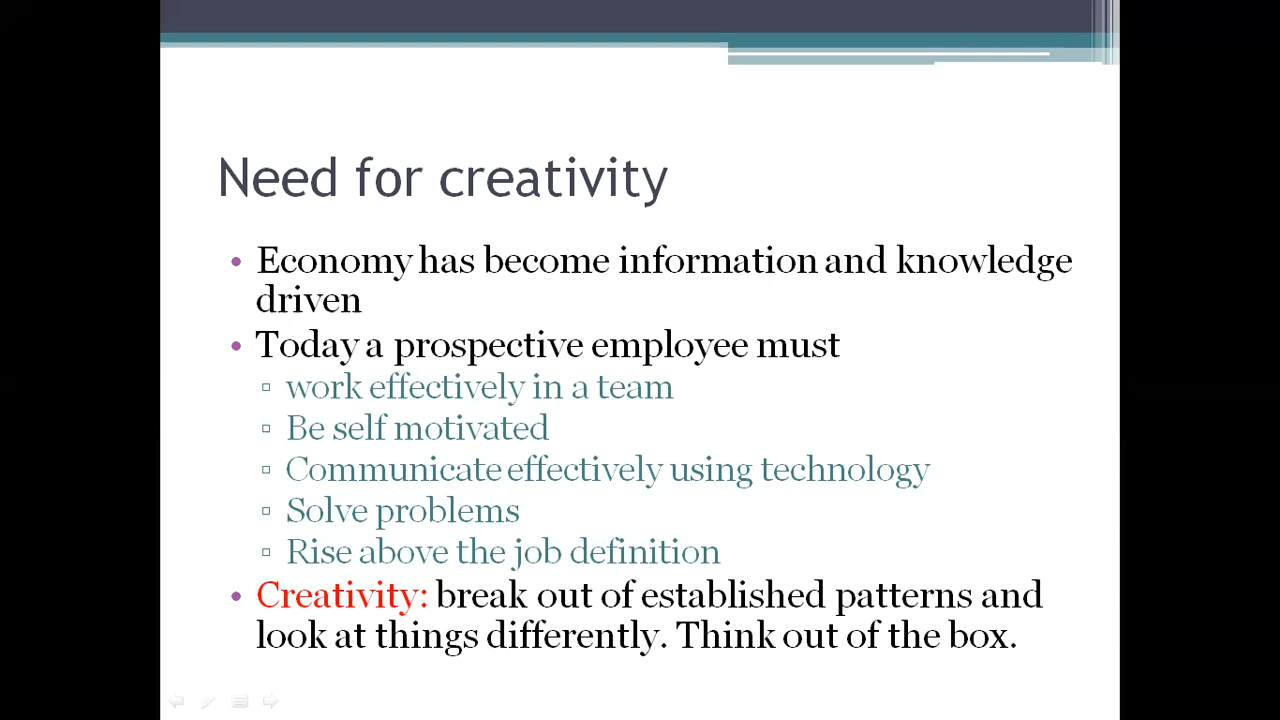 Need for creativity
• Economy has become information and knowledge
driven
• Today a prospective employee must
▫ work effectively in a team
▫ Be self motivated
▫ Communicate effectively using technology
▫ Solve problems
▫ Rise above the job definition
• Creativity: break out of established patterns and
look at things differently. Think out of the box.